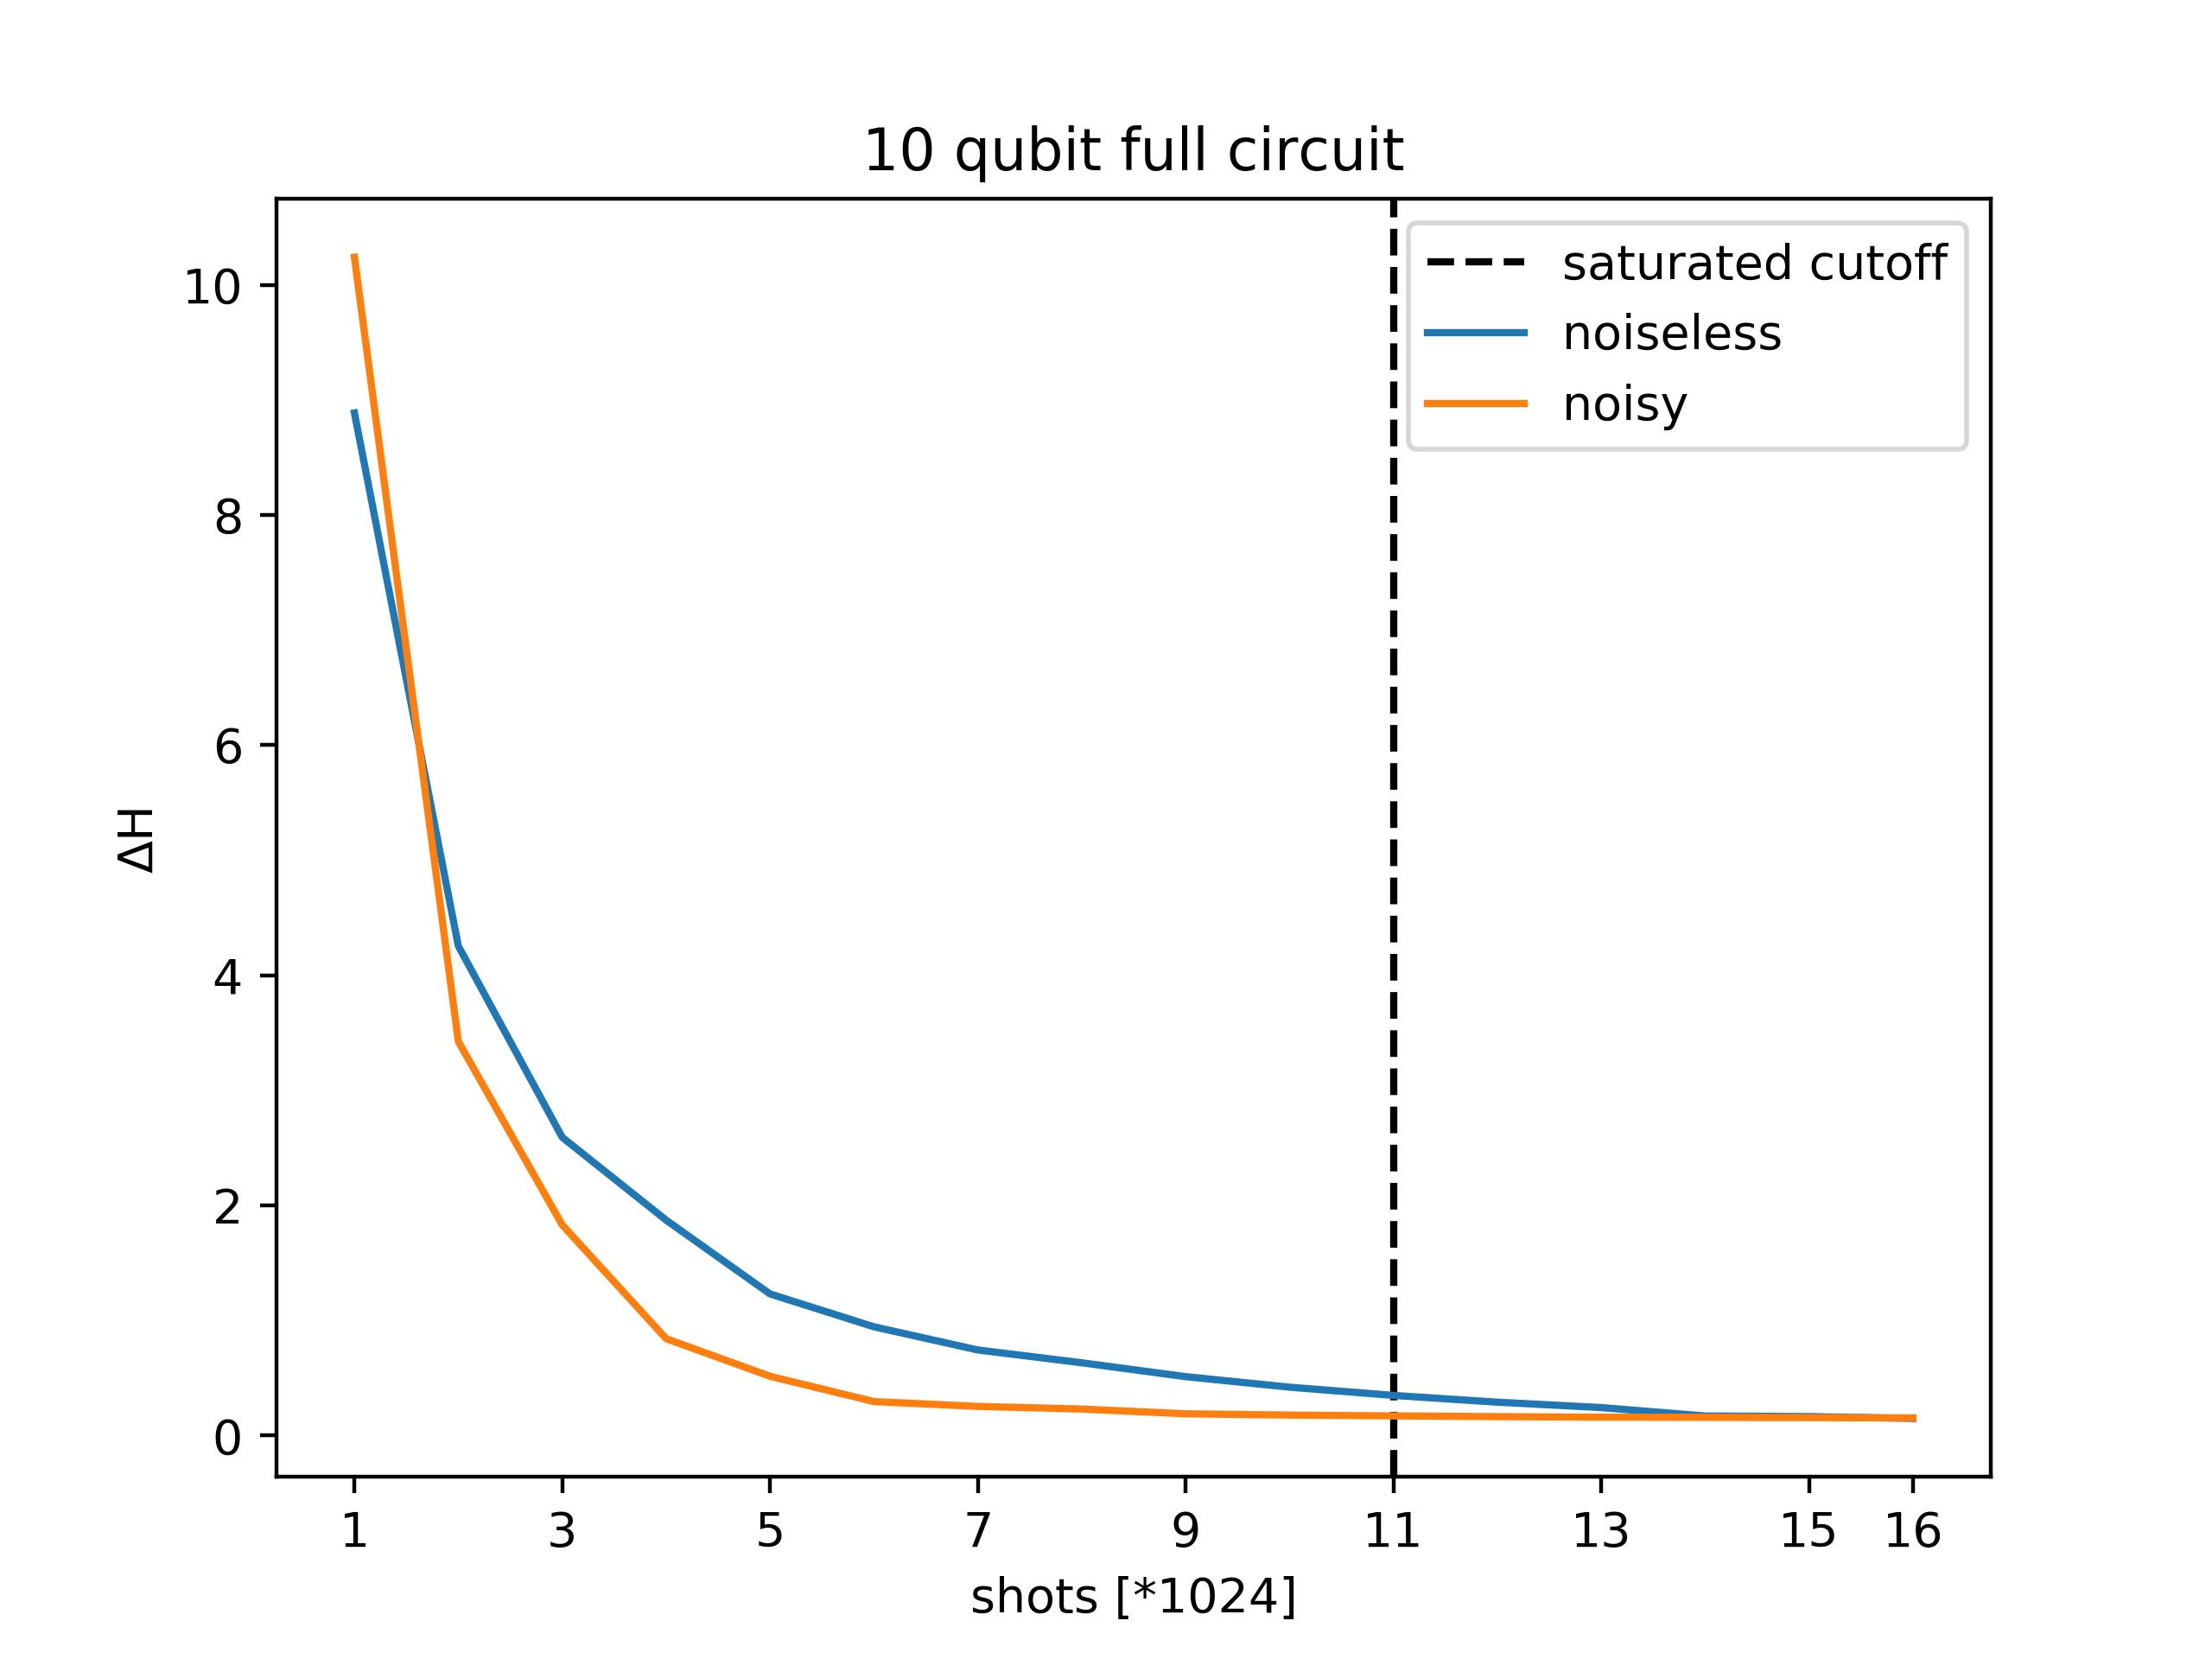 10 qubit full circuit
saturated cutoff
noiseless
noisy
10
8
6
4
2
0
ΔH
1 3 5 7 9 11 13 15 16
shots [*1024]